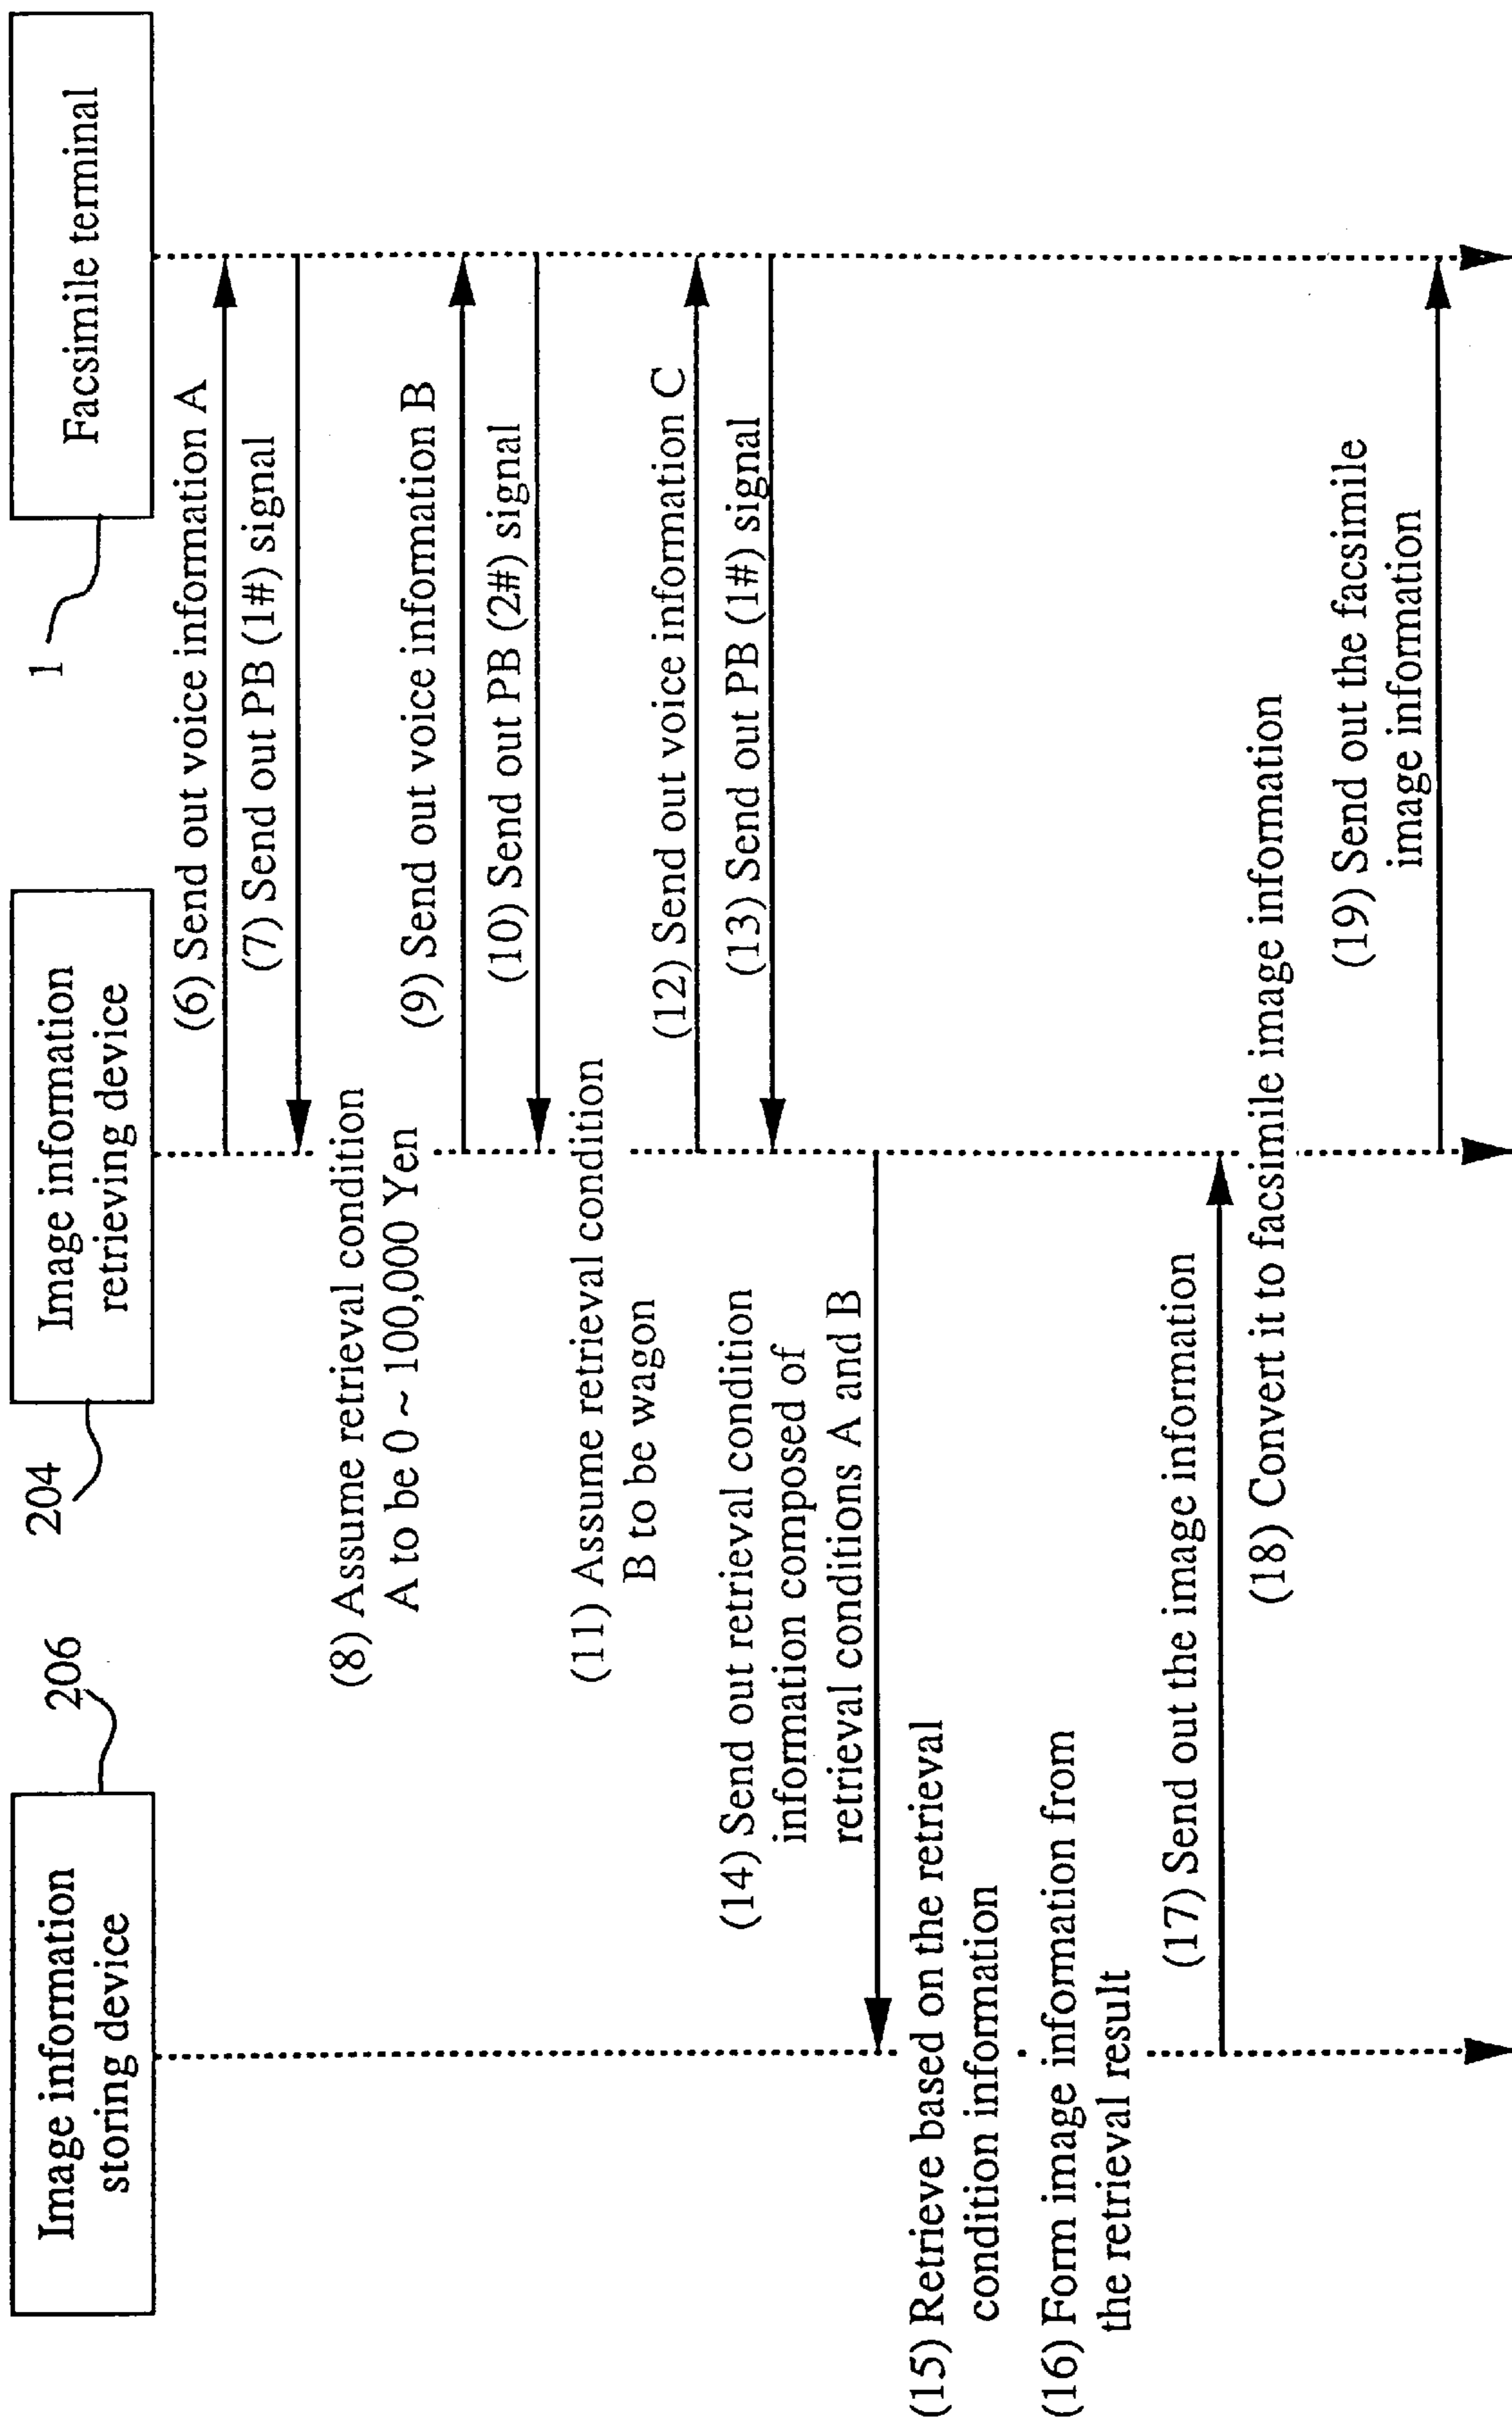 Image information
storing device
206
Image information
retrieving device
204
Facsimile terminal
1
(6) Send out voice information A
(7) Send out PB (1#) signal
(8) Assume retrieval condition
A to be 0 ~ 100,000 Yen
(9) Send out voice information B
(10) Send out PB (2#) signal
(11) Assume retrieval condition
B to be wagon
(12) Send out voice information C
(13) Send out PB (1#) signal
(14) Send out retrieval condition
information composed of
retrieval conditions A and B
(15) Retrieve based on the retrieval
condition information
(16) Form image information from
the retrieval result
(17) Send out the image information
(18) Convert it to facsimile image information
(19) Send out the facsimile
image information